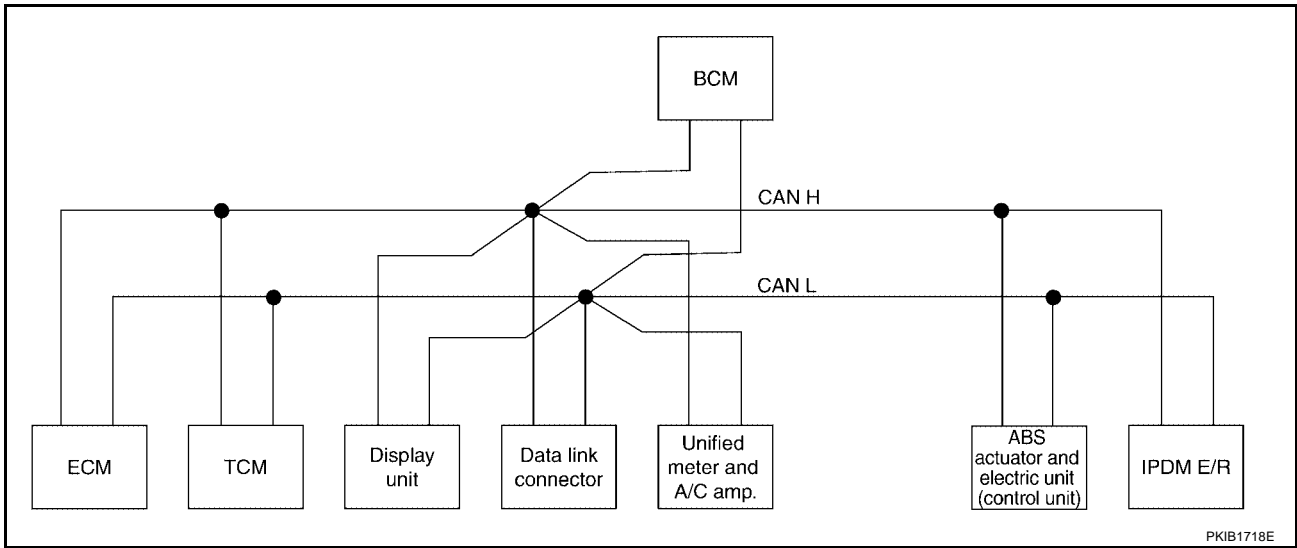 BCM
CAN H
CAN L
ECM
TCM
Display
unit
Data link
connector
Unified
meter and
A/C amp.
ABS
actuator and
electric unit
(control unit)
IPDM E/R
PKIB1718E